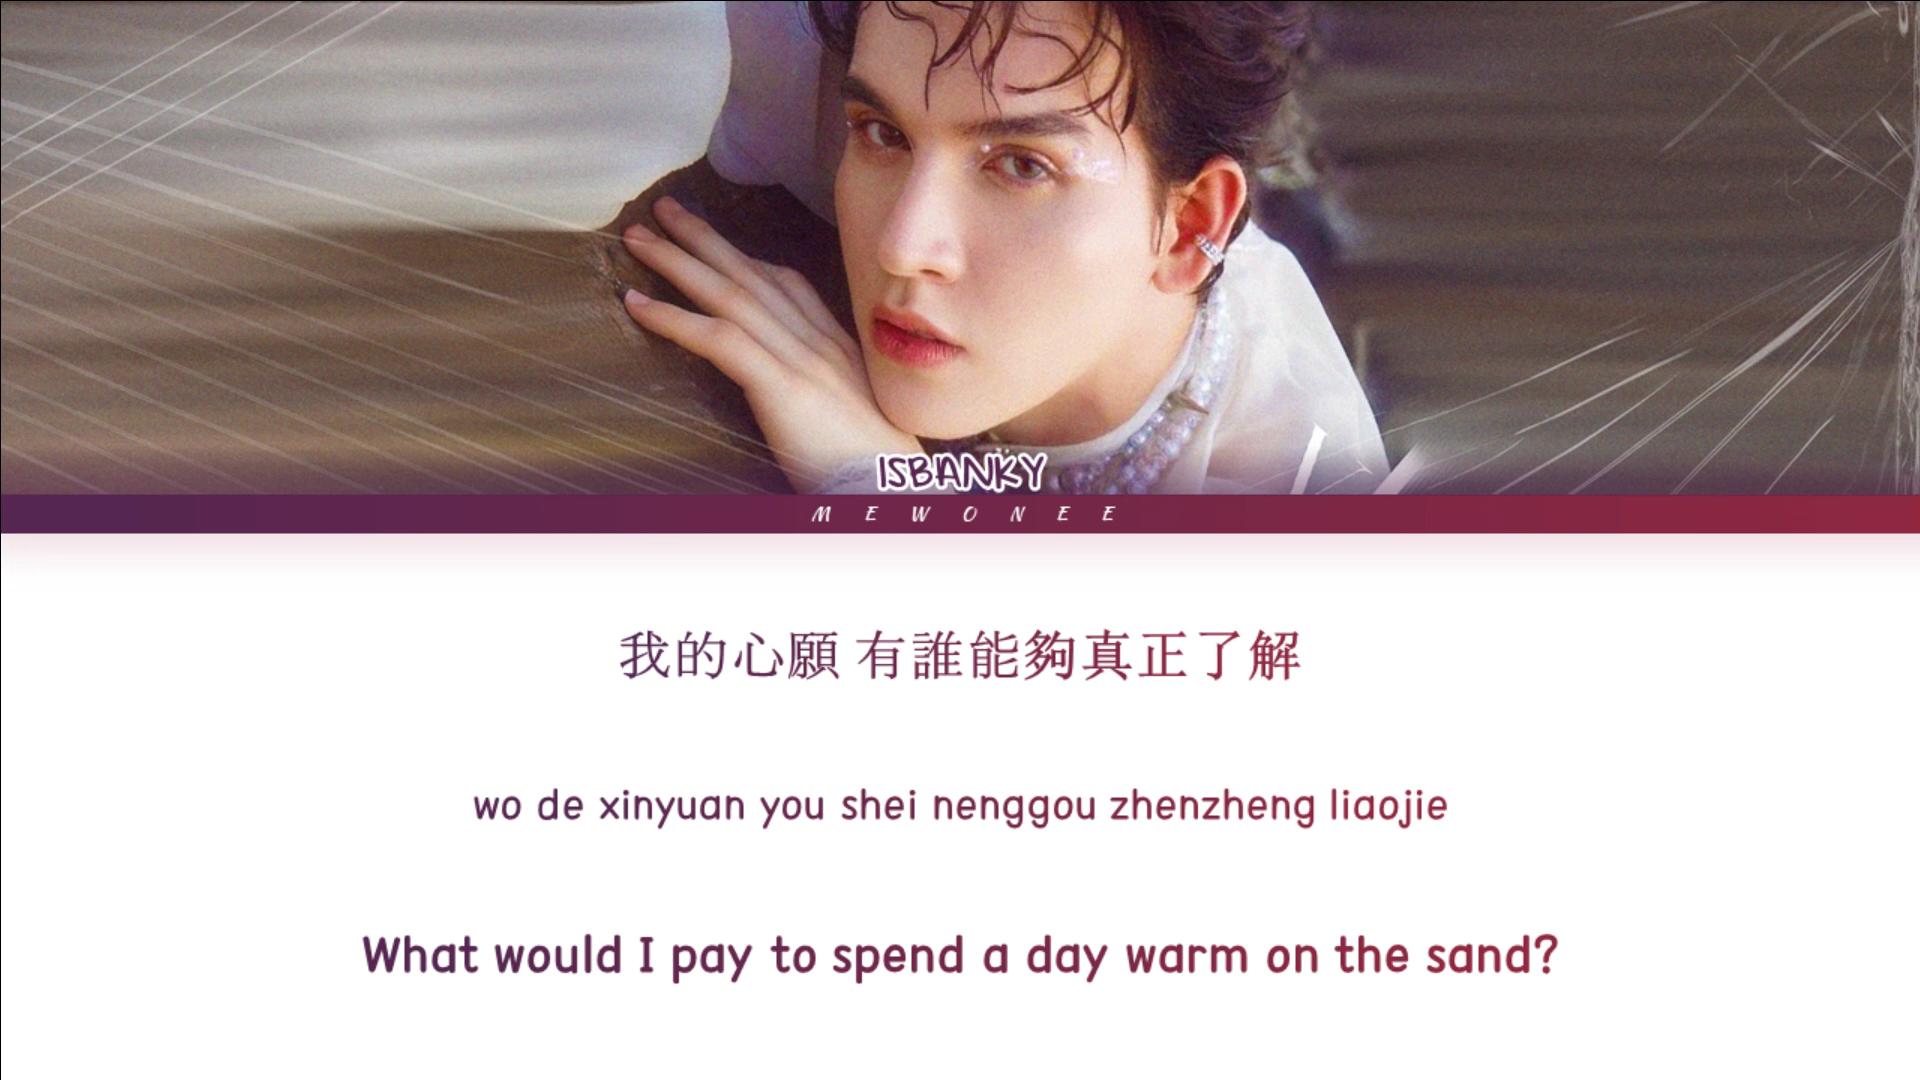 ISBANKY
MEWONEE
我的心願 有誰能夠真正了解
wo de xinyuan you shei nenggou zhenzheng liaojie
What would I pay to spend a day warm on the sand?